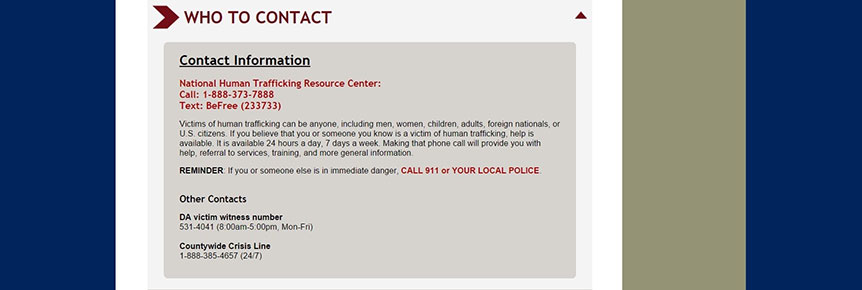 WHO TO CONTACT
Contact Information
National Human Trafficking Resource Center:
Call: 1-888-373-7888
Text: BeFree (233733)
Victims of human trafficking can be anyone, including men, women, children, adults, foreign nationals, or
U.S. citizens. If you believe that you or someone you know is a victim of human trafficking, help is
available. It is available 24 hours a day, 7 days a week. Making that phone call will provide you with
help, referral to services, training, and more general information.
REMINDER: If you or someone else is in immediate danger, CALL 911 or YOUR LOCAL POLICE.
Other Contacts
DA victim witness number
531-4041 (8:00am-5:00pm, Mon-Fri)
Countywide Crisis Line
1-888-385-4657 (24/7)